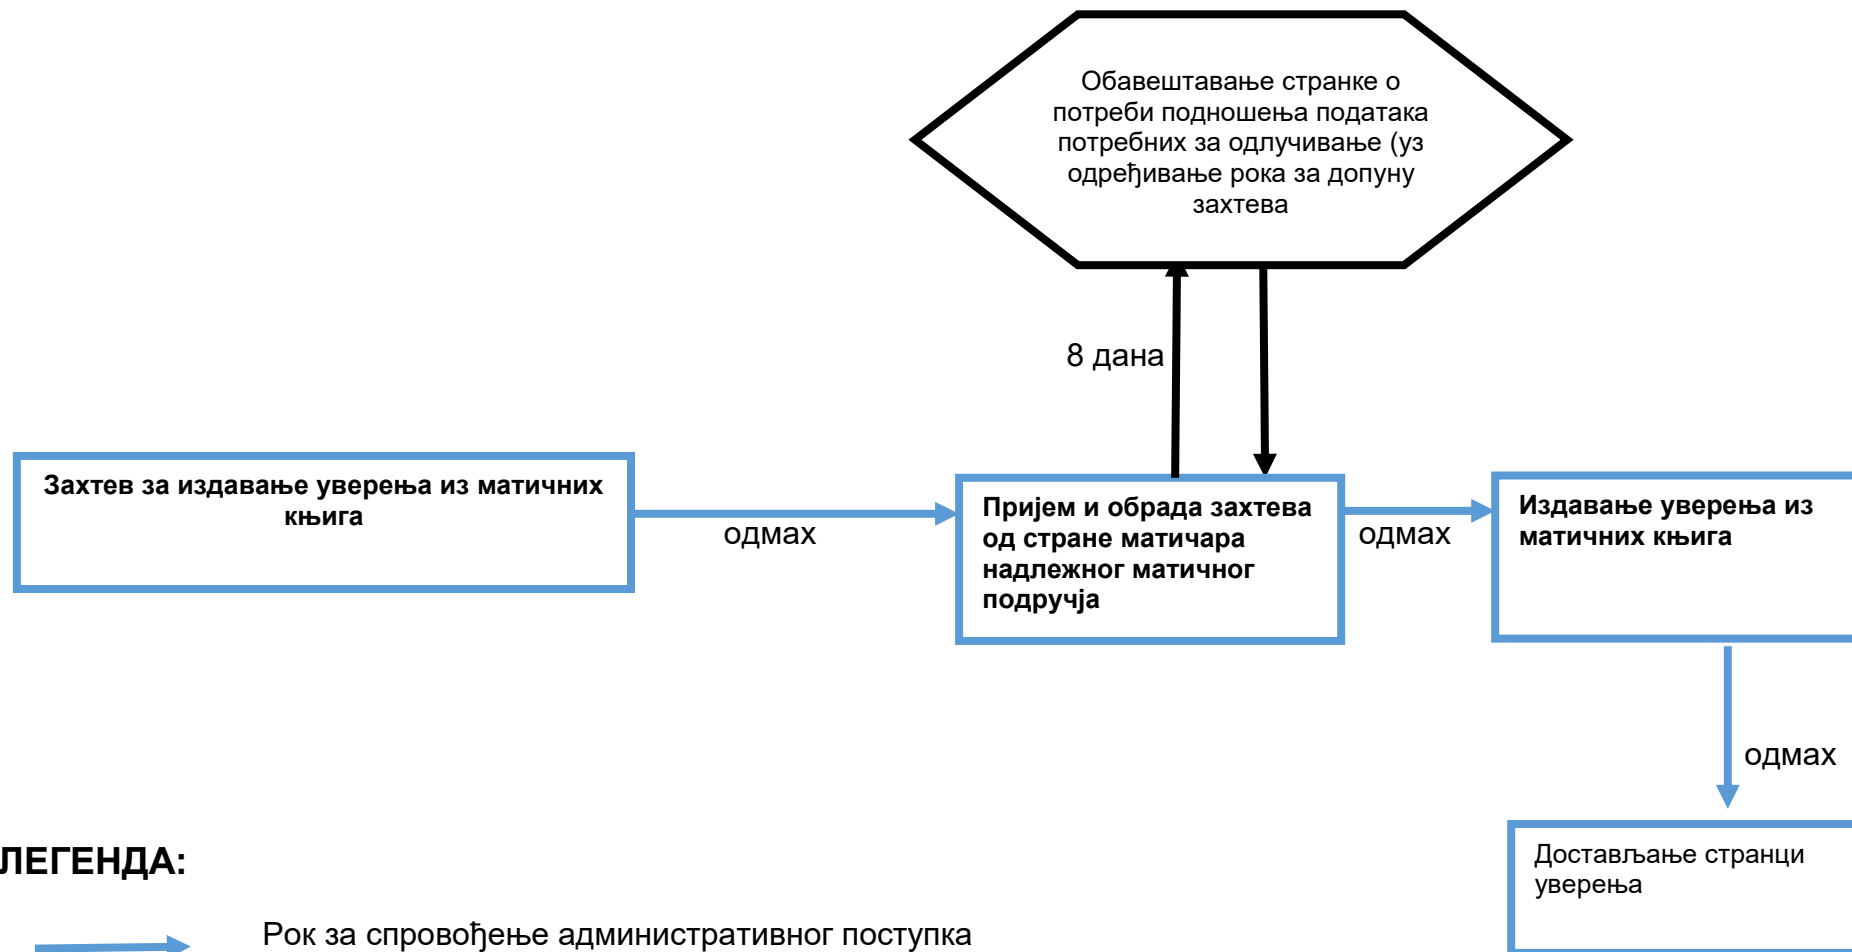 Обавештавање странке о
потреби подношења података
потребних за одлучивање (уз
одређивање рока за допуну
захтева
8 дана
Захтев за издавање уверења из матичних
књига
одмах
Пријем и обрада захтева
од стране матичара
надлежног матичног
подручја
одмах
Издавање уверења из
матичних књига
одмах
Достављање странци
уверења
ЛЕГЕНДА:
Рок за спровођење административног поступка